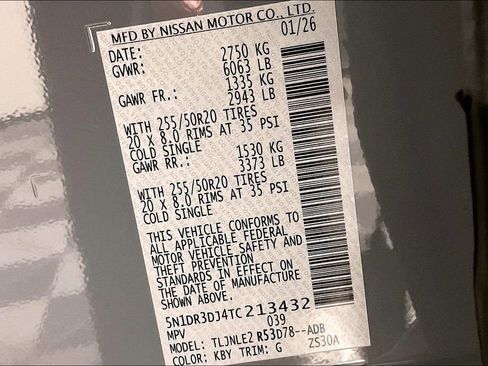 MFD BY NISSAN MOTOR CO., LTD.
DATE: 01/26
GVWR: 2750 KG
6063 LB
GAWR FR.: 1335 KG
2943 LB
WITH 255/50R20 TIRES
20 x 8.0 RIMS AT 35 PSI
COLD SINGLE
GAWR RR.: 1530 KG
3373 LB
WITH 255/50R20 TIRES
20 x 8.0 RIMS AT 35 PSI
COLD SINGLE
THIS VEHICLE CONFORMS TO
ALL APPLICABLE FEDERAL
MOTOR VEHICLE SAFETY AND
THEFT PREVENTION
STANDARDS IN EFFECT ON
THE DATE OF MANUFACTURE
SHOWN ABOVE.
5N1DR3DJ4TC213432
MPV 039
MODEL: TLJNLE2 R53D78--ADB
COLOR: KBY TRIM: G ZS30A